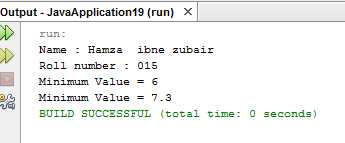 Output - JavaApplication19 (run) X
run:
Name : Hamza  ibne zubair
Roll number : 015
Minimum Value = 6
Minimum Value = 7.3
BUILD SUCCESSFUL (total time: 0 seconds)